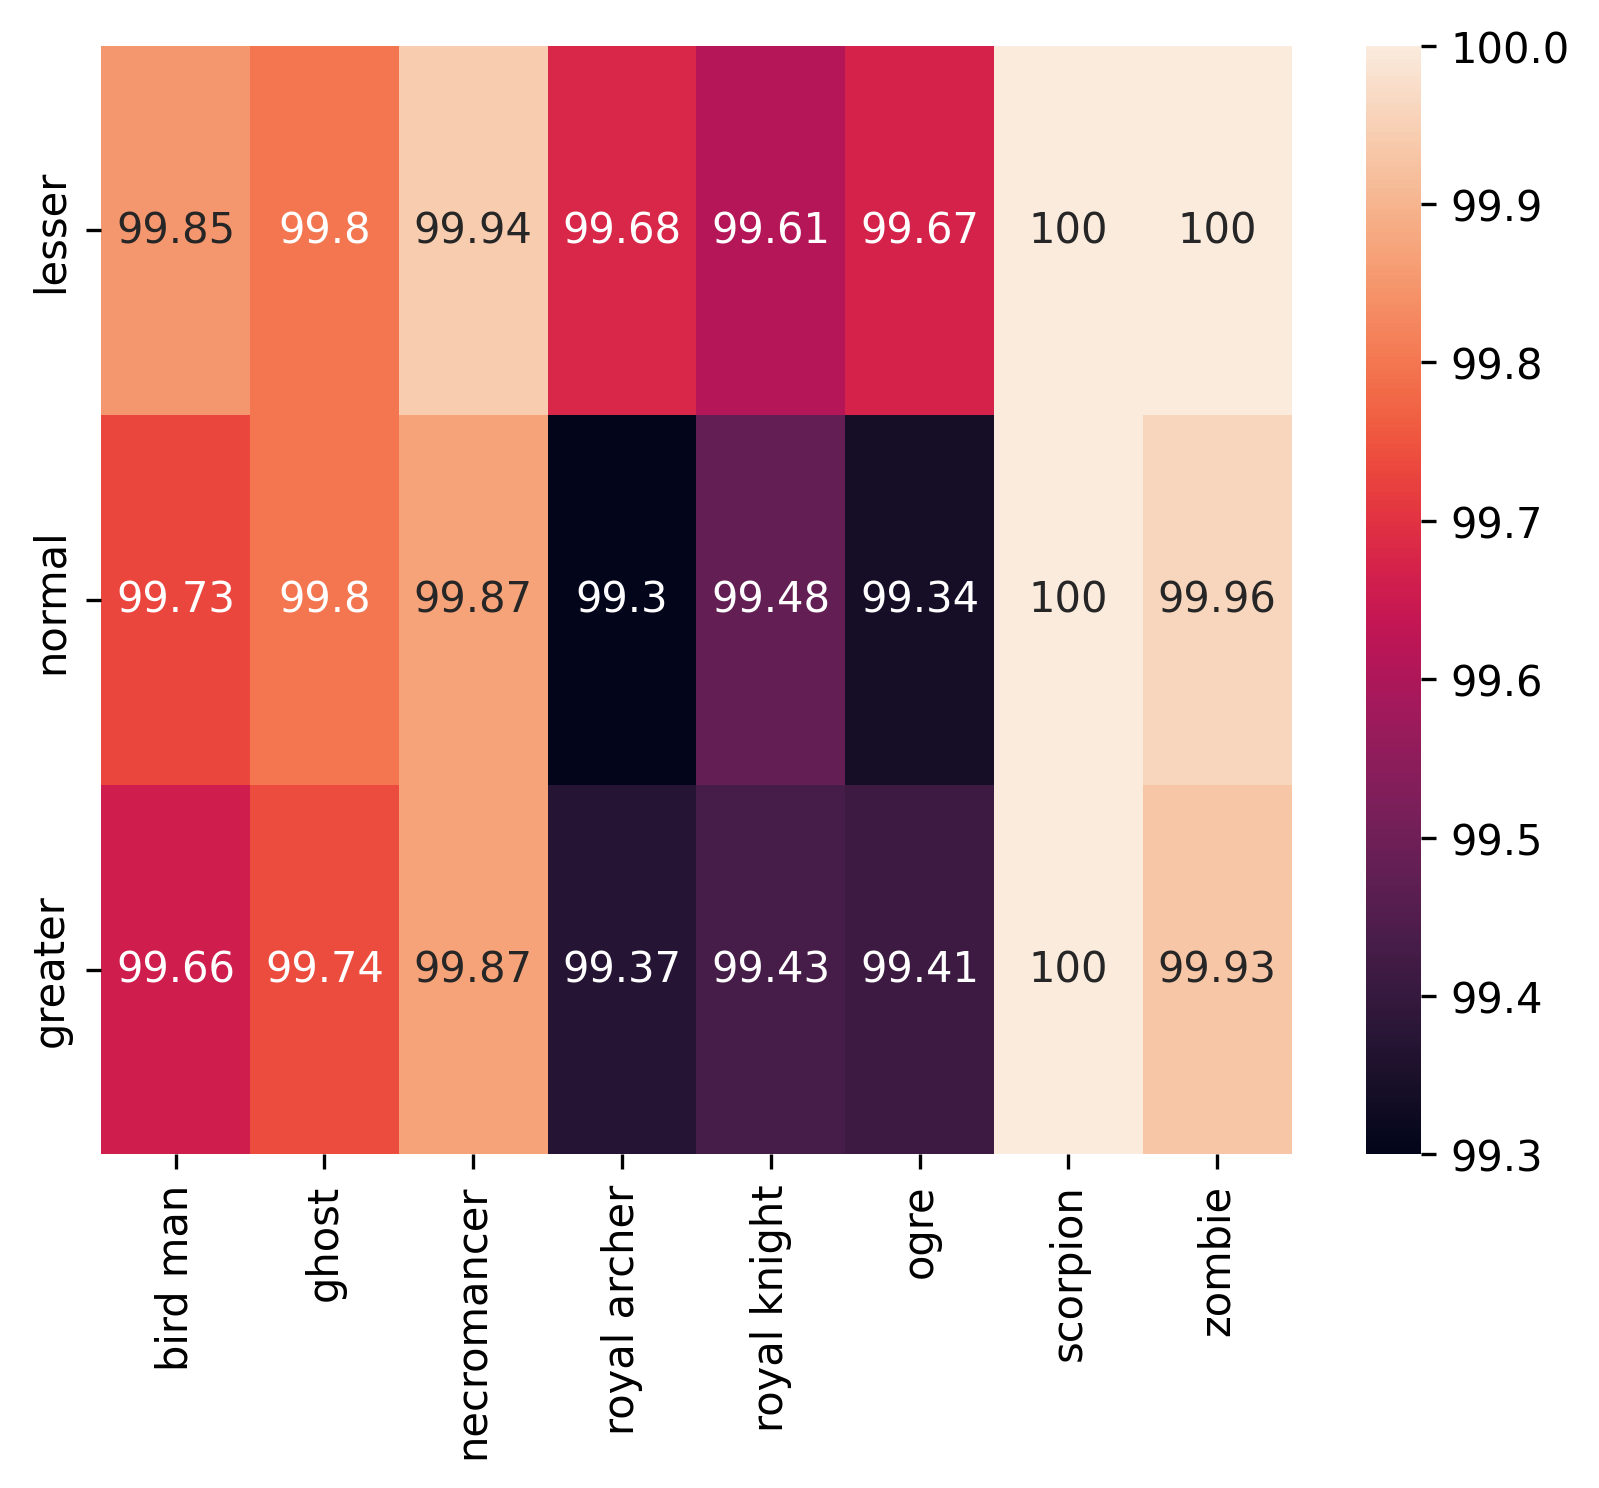 lesser 99.85 99.8 99.94 99.68 99.61 99.67 100 100
normal 99.73 99.8 99.87 99.3 99.48 99.34 100 99.96
greater 99.66 99.74 99.87 99.37 99.43 99.41 100 99.93
bird man
ghost
necromancer
royal archer
royal knight
ogre
scorpion
zombie
100.0
99.9
99.8
99.7
99.6
99.5
99.4
99.3